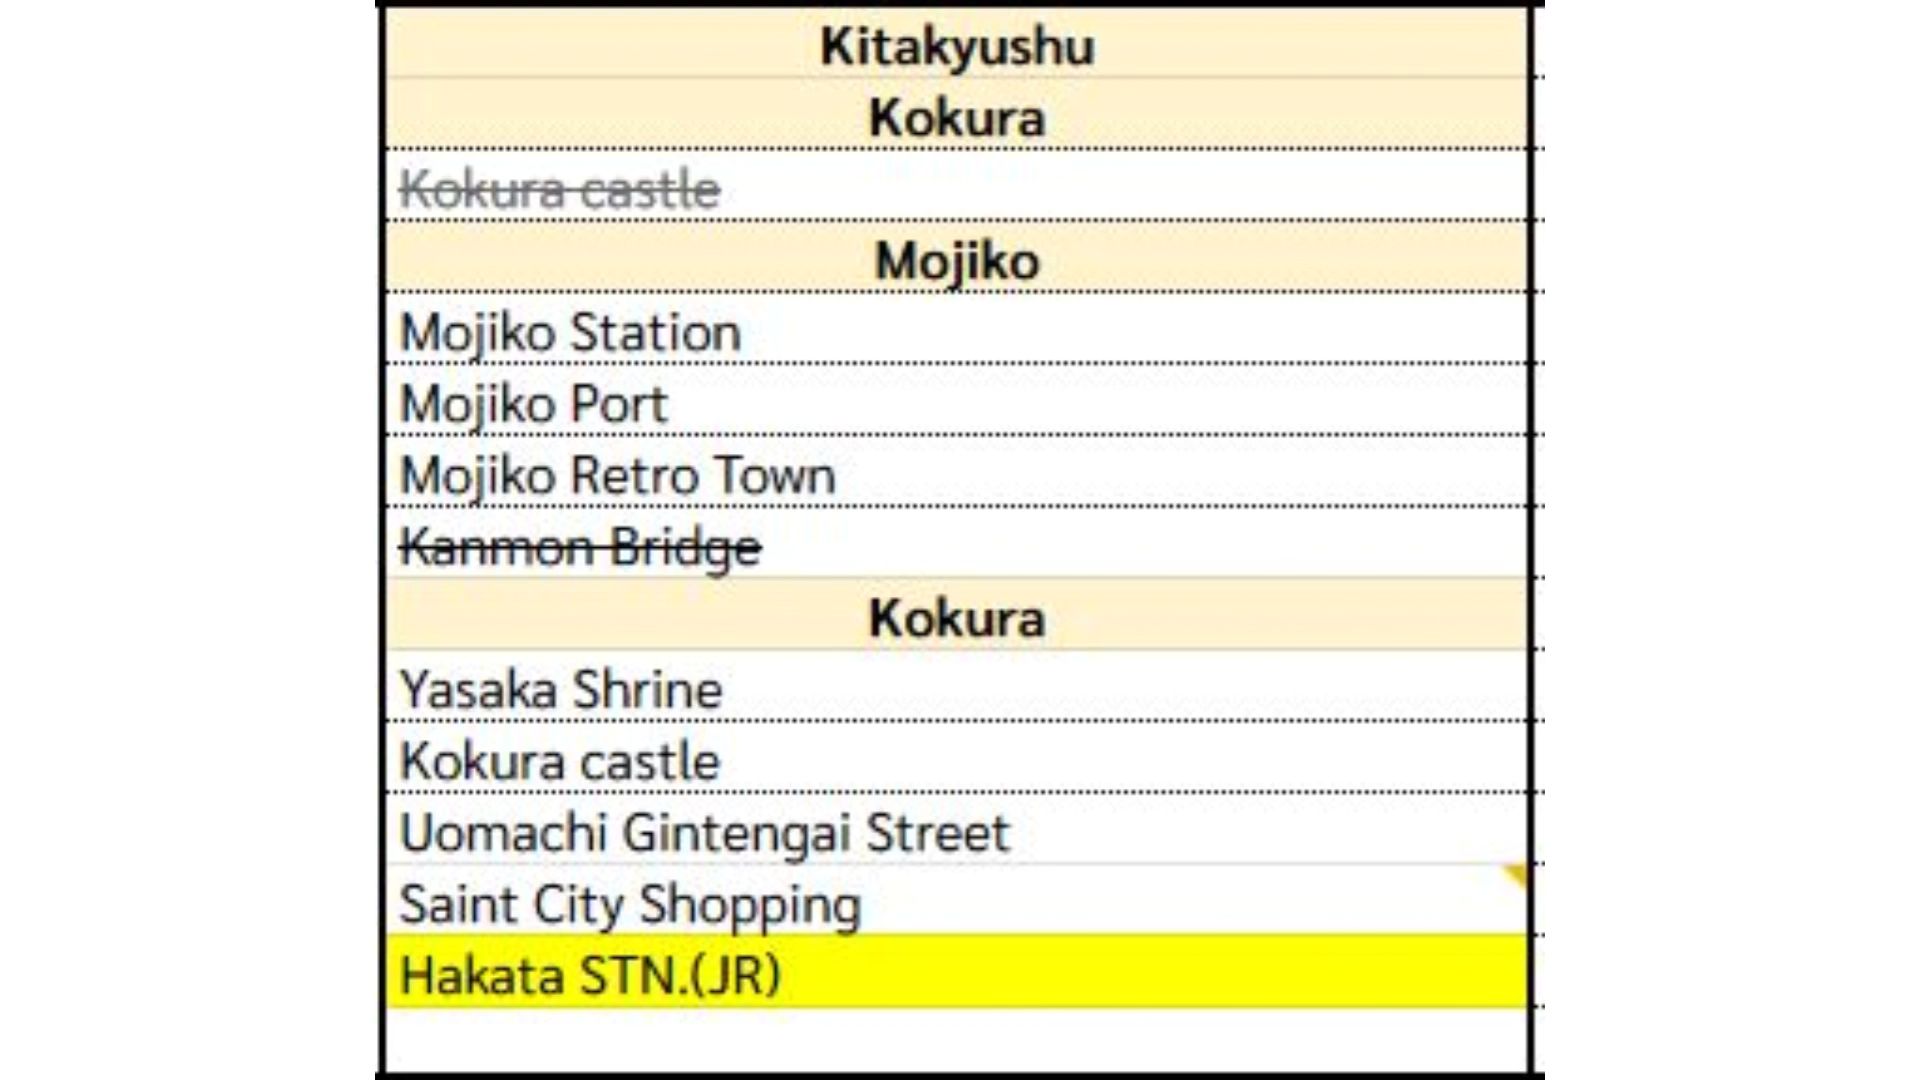 Kitakyushu
Kokura
Kokura castle
Mojiko
Mojiko Station
Mojiko Port
Mojiko Retro Town
Kanmon Bridge
Kokura
Yasaka Shrine
Kokura castle
Uomachi Gintengai Street
Saint City Shopping
Hakata STN.(JR)